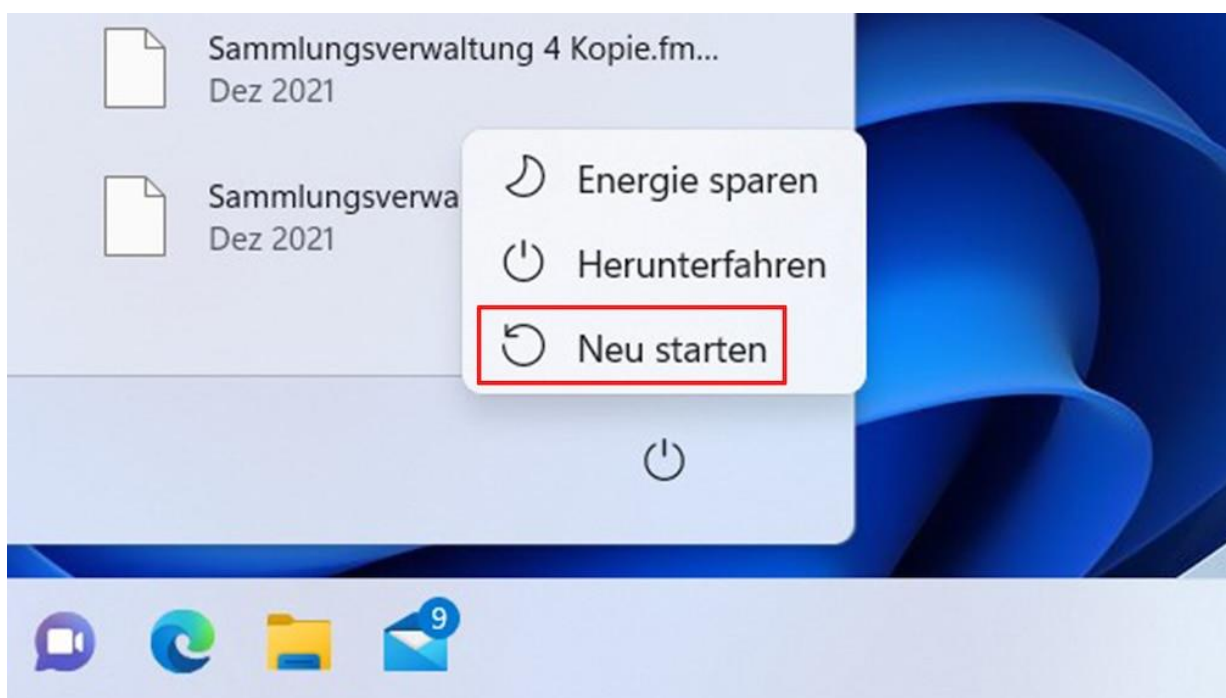 Sammlungsverwaltung 4 Kopie.fm...
Dez 2021
Energie sparen
Sammlungsverwa
Dez 2021
Herunterfahren
Neu starten
9